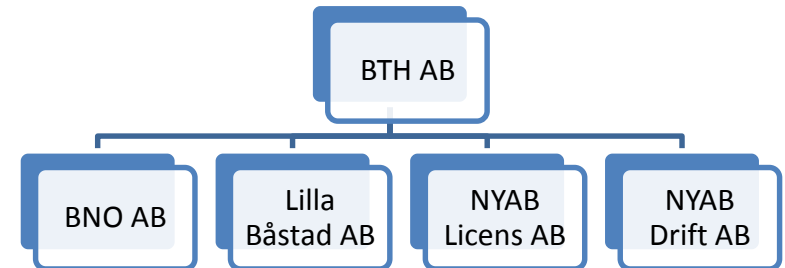 BTH AB
BNO AB
Lilla
Båstad AB
NYAB
Licens AB
NYAB
Drift AB